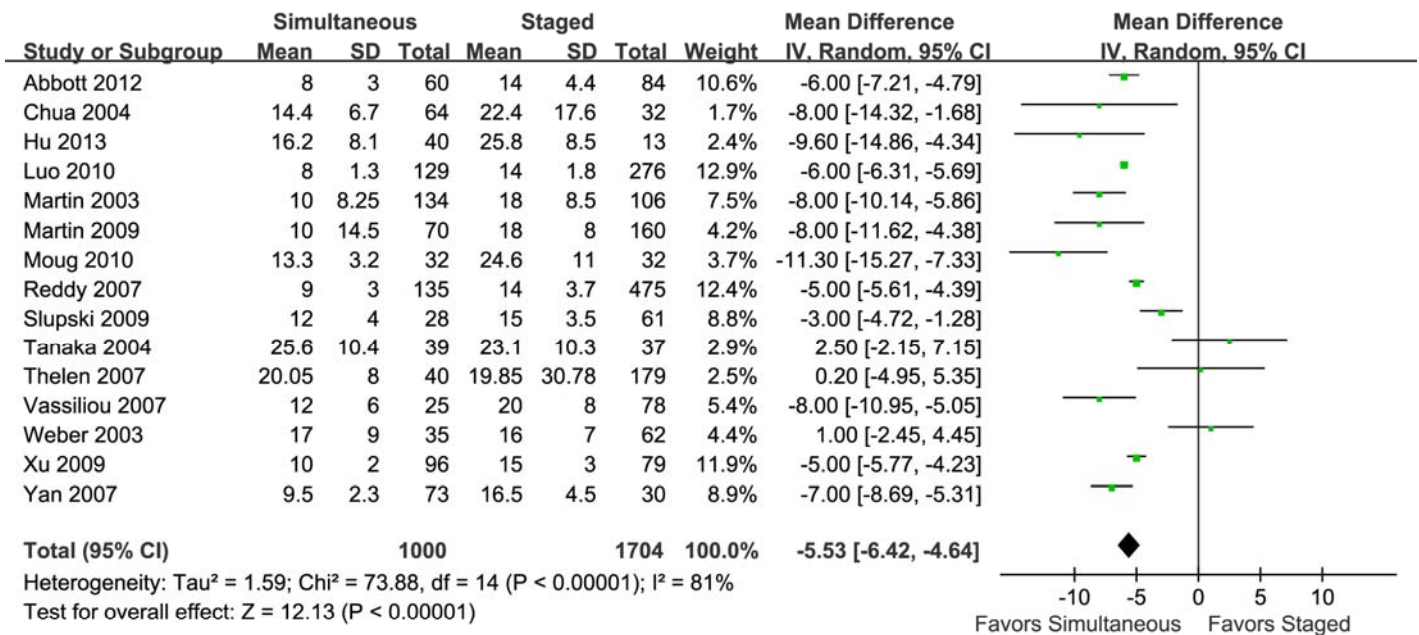 Simultaneous Staged Mean Difference Mean Difference
Study or Subgroup Mean SD Total Mean SD Total Weight IV, Random, 95% CI IV, Random, 95% CI
Abbott 2012 8 3 60 14 4.4 84 10.6% -6.00 [-7.21, -4.79]
Chua 2004 14.4 6.7 64 22.4 17.6 32 1.7% -8.00 [-14.32, -1.68]
Hu 2013 16.2 8.1 40 25.8 8.5 13 2.4% -9.60 [-14.86, -4.34]
Luo 2010 8 1.3 129 14 1.8 276 12.9% -6.00 [-6.31, -5.69]
Martin 2003 10 8.25 134 18 8.5 106 7.5% -8.00 [-10.14, -5.86]
Martin 2009 10 14.5 70 18 8 160 4.2% -8.00 [-11.62, -4.38]
Moug 2010 13.3 3.2 32 24.6 11 32 3.7% -11.30 [-15.27, -7.33]
Reddy 2007 9 3 135 14 3.7 475 12.4% -5.00 [-5.61, -4.39]
Slupski 2009 12 4 28 15 3.5 61 8.8% -3.00 [-4.72, -1.28]
Tanaka 2004 25.6 10.4 39 23.1 10.3 37 2.9% 2.50 [-2.15, 7.15]
Thelen 2007 20.05 8 40 19.85 30.78 179 2.5% 0.20 [-4.95, 5.35]
Vassiliou 2007 12 6 25 20 8 78 5.4% -8.00 [-10.95, -5.05]
Weber 2003 17 9 35 16 7 62 4.4% 1.00 [-2.45, 4.45]
Xu 2009 10 2 96 15 3 79 11.9% -5.00 [-5.77, -4.23]
Yan 2007 9.5 2.3 73 16.5 4.5 30 8.9% -7.00 [-8.69, -5.31]
Total (95% CI) 1000 1704 100.0% -5.53 [-6.42, -4.64]
Heterogeneity: Tau² = 1.59; Chi² = 73.88, df = 14 (P < 0.00001); I² = 81%
Test for overall effect: Z = 12.13 (P < 0.00001)
-10 -5 0 5 10
Favors Simultaneous Favors Staged